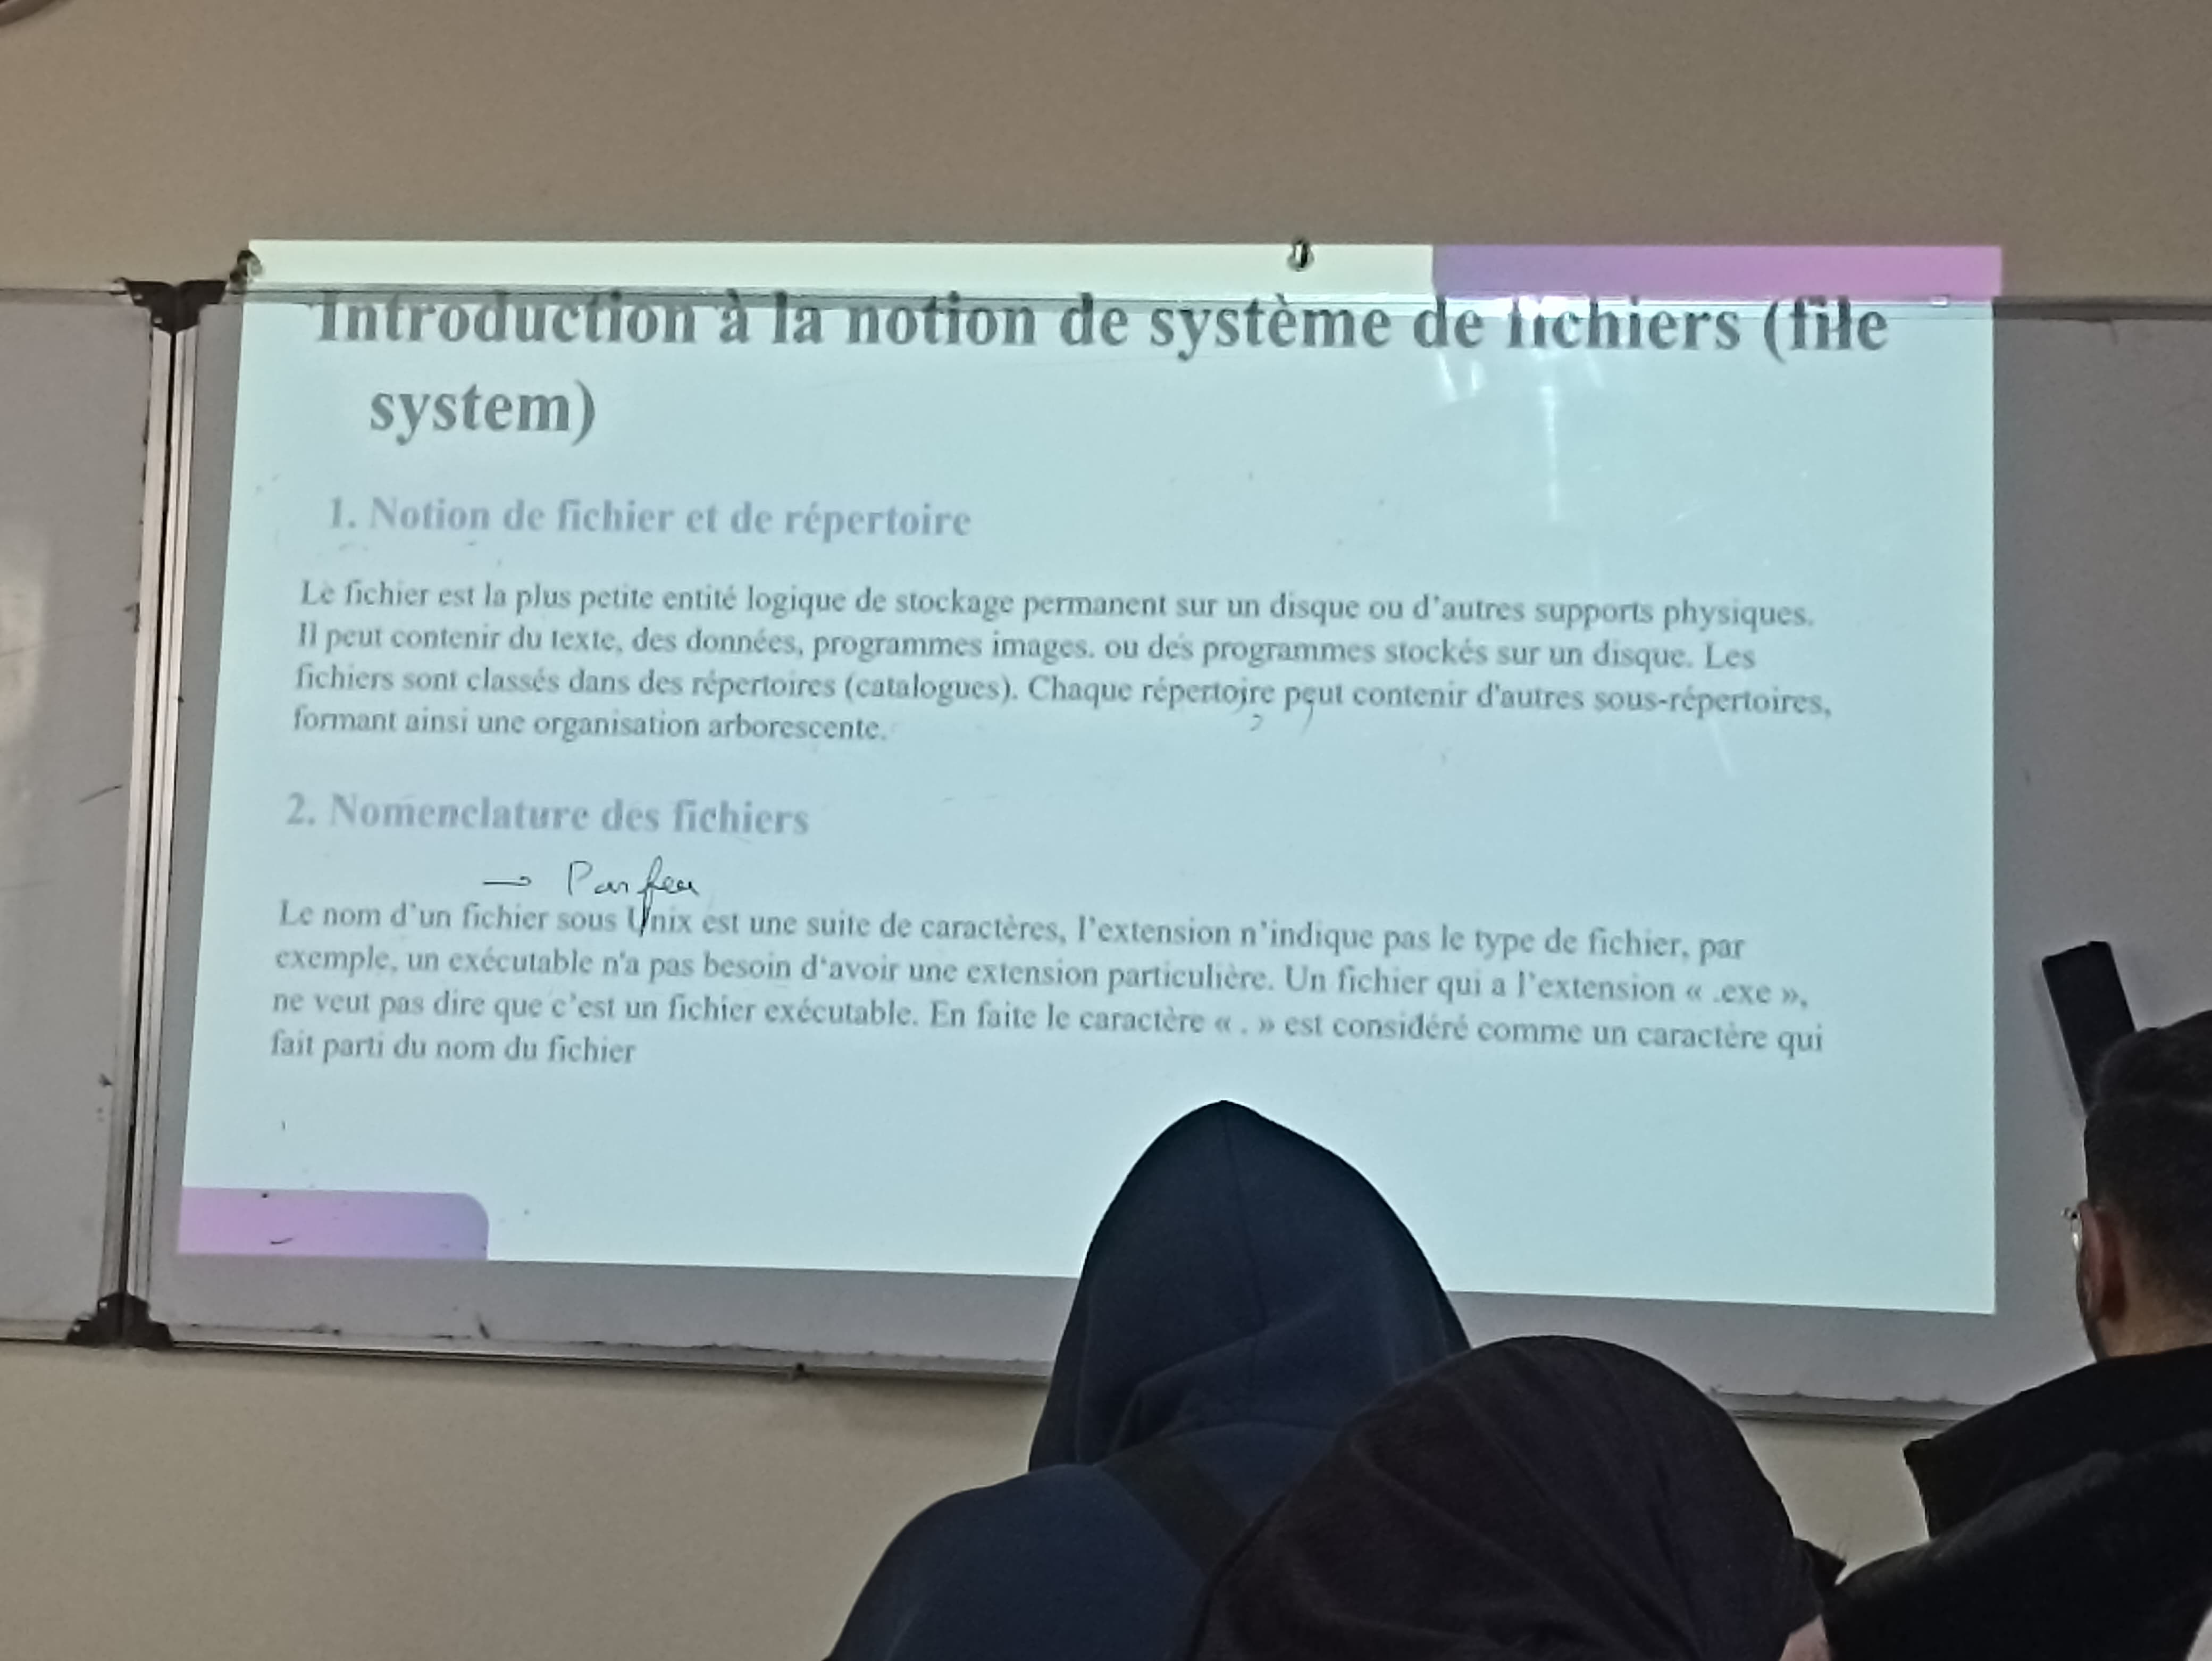 Introduction à la notion de système de fichiers (file
system)
1. Notion de fichier et de répertoire
Le fichier est la plus petite entité logique de stockage permanent sur un disque ou d'autres supports physiques.
Il peut contenir du texte, des données, programmes images. ou des programmes stockés sur un disque. Les
fichiers sont classés dans des répertoires (catalogues). Chaque répertoire peut contenir d'autres sous-répertoires,
formant ainsi une organisation arborescente.
2. Nomenclature des fichiers
→ Parfeu
Le nom d'un fichier sous Unix est une suite de caractères, l'extension n'indique pas le type de fichier, par
exemple, un exécutable n'a pas besoin d'avoir une extension particulière. Un fichier qui a l'extension « .exe »,
ne veut pas dire que c'est un fichier exécutable. En faite le caractère « . » est considéré comme un caractère qui
fait parti du nom du fichier